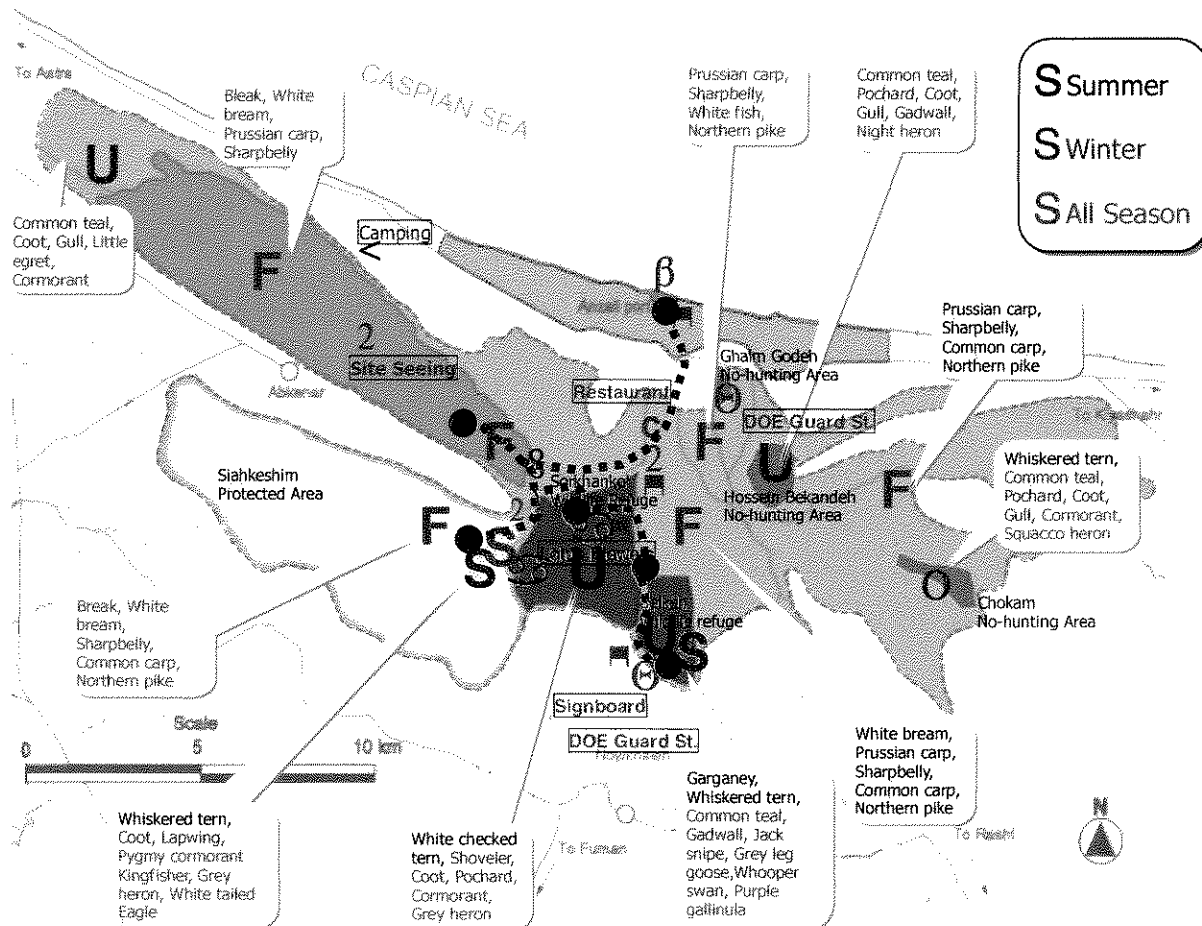 To Astra
CASPIAN SEA
Bleak, White
bream,
Prussian carp,
Sharpbelly
Prussian carp,
Sharpbelly,
White fish,
Northern pike
Common teal,
Pochard, Coot,
Gull, Gadwall,
Night heron
S Summer
S Winter
S All Season
U
Common teal,
Coot, Gull, Little
egret,
Cormorant
F
Camping
<
β
Prussian carp,
Sharpbelly,
Common carp,
Northern pike
2
Site Seeing
Ghalm Godeh
No-hunting Area
Θ
Restaurant
DOE Guard St.
Abkenar
C
F
F
8
2
U
Siahkeshim
Protected Area
Hossein Bekandeh
No-hunting Area
F
Whiskered tern,
Common teal,
Pochard, Coot,
Gull, Cormorant,
Squacco heron
F
2
F
S
S
U
O
Chokam
No-hunting Area
Break, White
bream,
Sharpbelly,
Common carp,
Northern pike
refuge
U
S
Θ
Signboard
DOE Guard St.
Scale
0 5 10 km
White bream,
Prussian carp,
Sharpbelly,
Common carp,
Northern pike
Whiskered tern,
Coot, Lapwing,
Pygmy cormorant
Kingfisher, Grey
heron, White tailed
Eagle
White checked
tern, Shoveler,
Coot, Pochard,
Cormorant,
Grey heron
To Fuman
Garganey,
Whiskered tern,
Common teal,
Gadwall, Jack
snipe, Grey leg
goose,Whooper
swan, Purple
gallinula
To Rasht
N